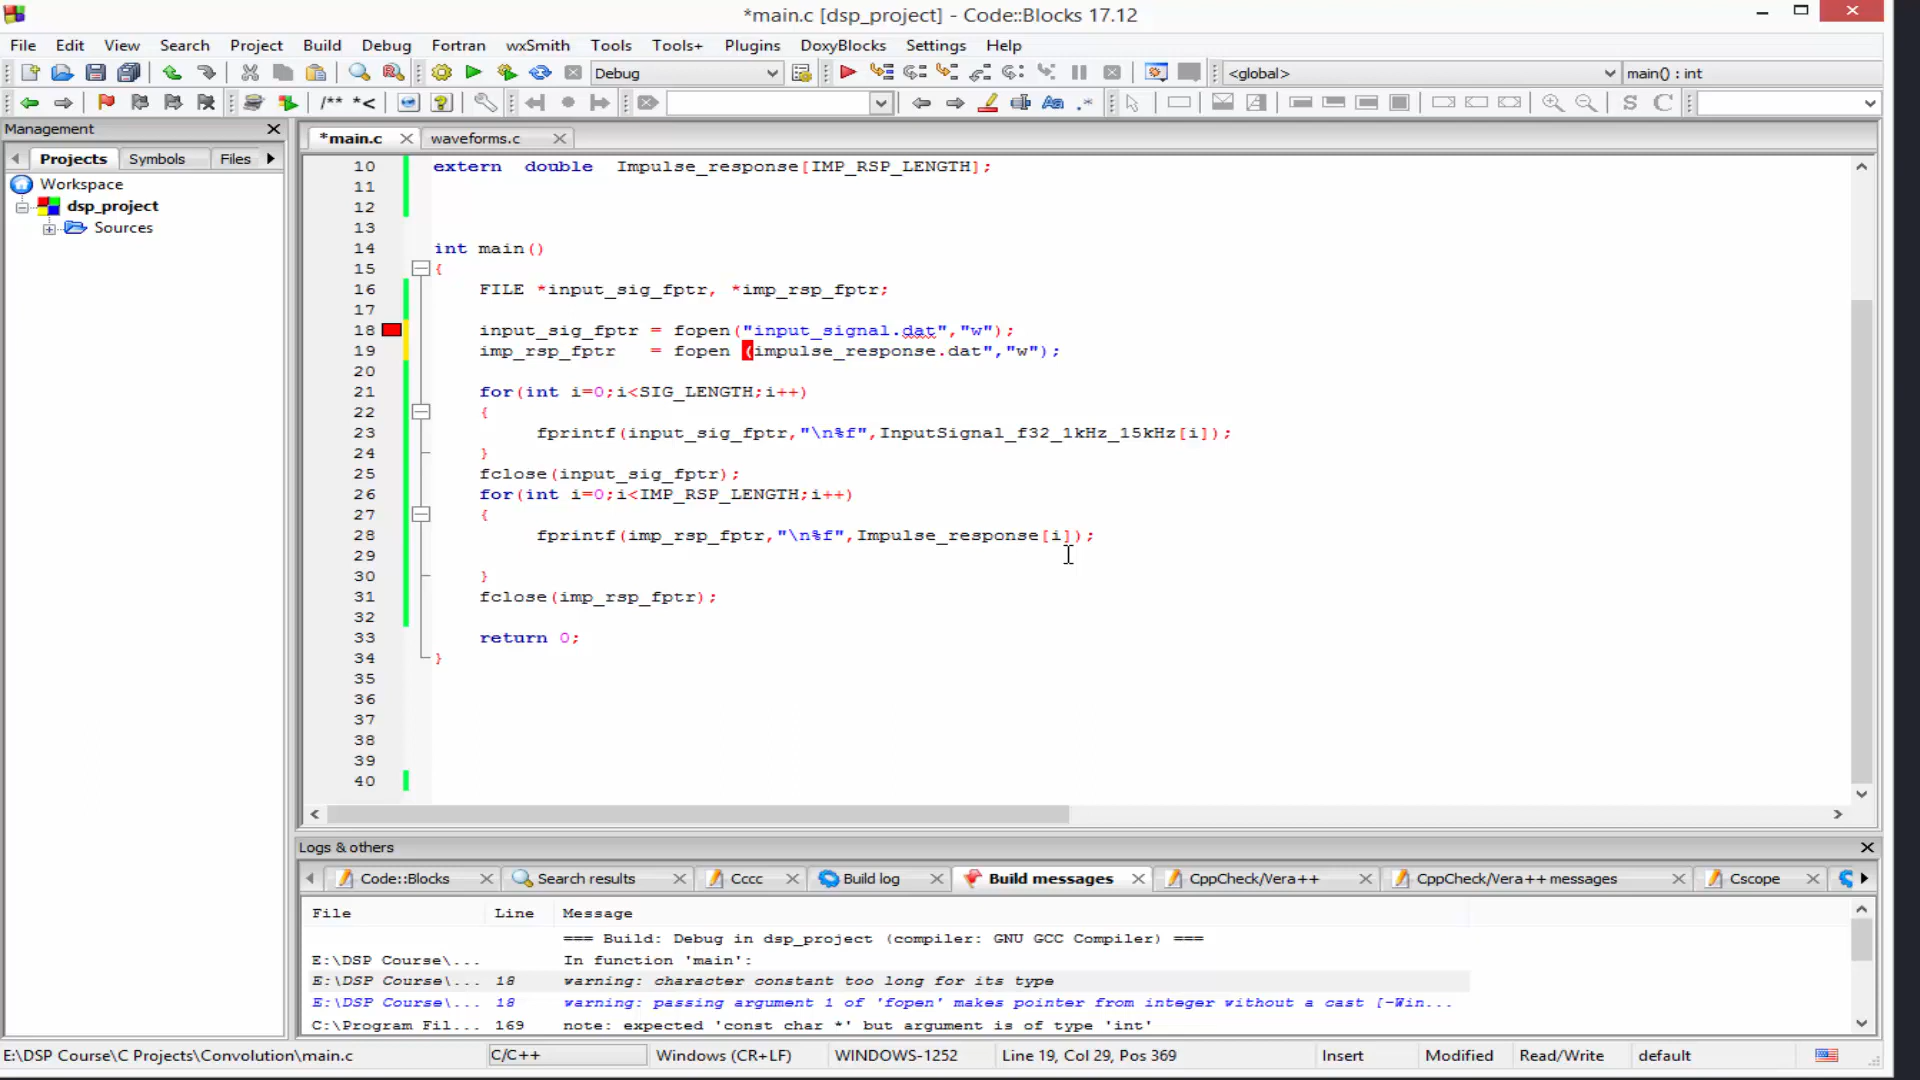 *main.c [dsp_project] - Code::Blocks 17.12
File Edit View Search Project Build Debug Fortran wxSmith Tools Tools+ Plugins DoxyBlocks Settings Help
Debug <global> main() : int
/** *< Aa .* S C
Management
Projects Symbols Files
Workspace
dsp_project
Sources
*main.c waveforms.c
10 extern double Impulse_response[IMP_RSP_LENGTH];
11
12
13
14 int main()
15 {
16 FILE *input_sig_fptr, *imp_rsp_fptr;
17
18 input_sig_fptr = fopen("input_signal.dat","w");
19 imp_rsp_fptr = fopen (impulse_response.dat","w");
20
21 for(int i=0;i<SIG_LENGTH;i++)
22 {
23 fprintf(input_sig_fptr,"\n%f",InputSignal_f32_1kHz_15kHz[i]);
24 }
25 fclose(input_sig_fptr);
26 for(int i=0;i<IMP_RSP_LENGTH;i++)
27 {
28 fprintf(imp_rsp_fptr,"\n%f",Impulse_response[i]);
29
30 }
31 fclose(imp_rsp_fptr);
32
33 return 0;
34 }
35
36
37
38
39
40
Logs & others
Code::Blocks Search results Cccc Build log Build messages CppCheck/Vera++ CppCheck/Vera++ messages Cscope
File Line Message
=== Build: Debug in dsp_project (compiler: GNU GCC Compiler) ===
E:\DSP Course\... In function 'main':
E:\DSP Course\... 18 warning: character constant too long for its type
E:\DSP Course\... 18 warning: passing argument 1 of 'fopen' makes pointer from integer without a cast [-Win...
C:\Program Fil... 169 note: expected 'const char *' but argument is of type 'int'
E:\DSP Course\C Projects\Convolution\main.c C/C++ Windows (CR+LF) WINDOWS-1252 Line 19, Col 29, Pos 369 Insert Modified Read/Write default